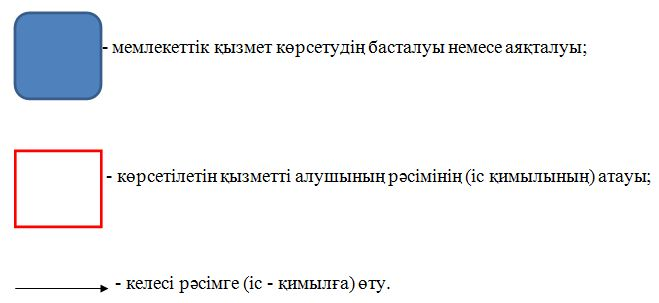 - мемлекеттік қызмет көрсетудің басталуы немесе аяқталуы;
- көрсетілетін қызметті алушының рәсімінің (іс қимылының) атауы;
- келесі рәсімге (іс - қимылға) өту.